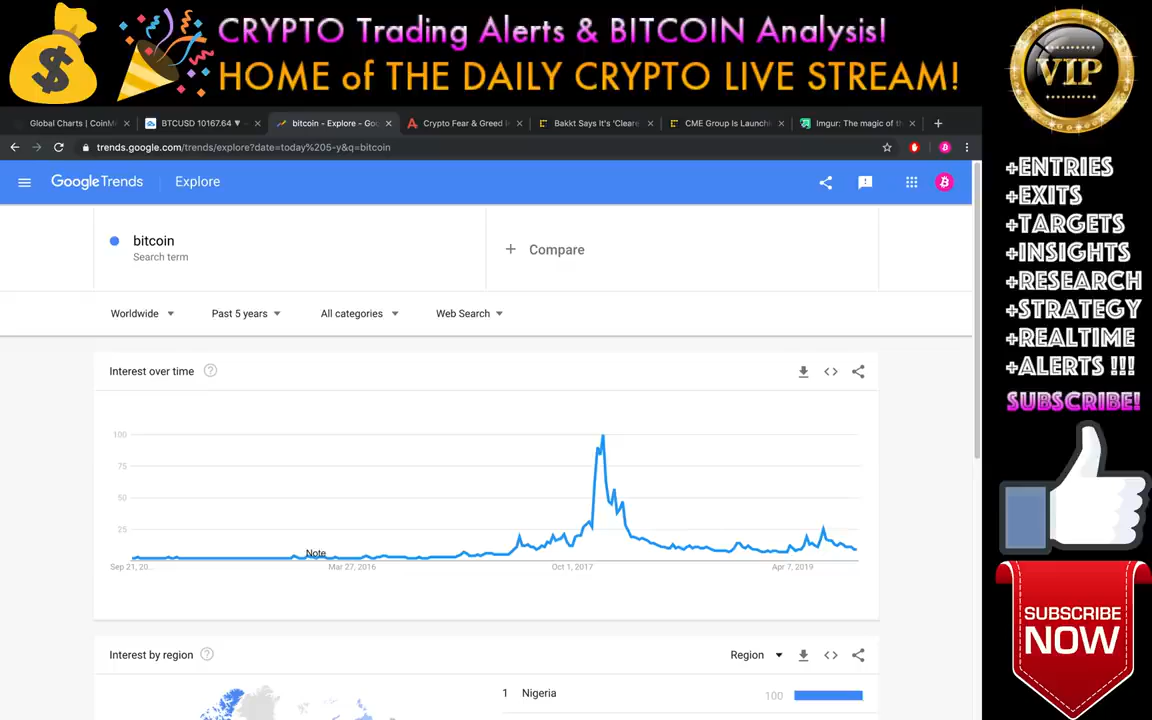 CRYPTO Trading Alerts & BITCOIN Analysis!
HOME of THE DAILY CRYPTO LIVE STREAM!
VIP
Global Charts | CoinM
BTCUSD 10167.64 ▼
bitcoin - Explore - Goo
Crypto Fear & Greed I
Bakkt Says It's 'Cleare
CME Group Is Launchi
Imgur: The magic of th
trends.google.com/trends/explore?date=today%205-y&q=bitcoin
Google Trends
Explore
bitcoin
Search term
+ Compare
Worldwide
Past 5 years
All categories
Web Search
Interest over time
100
75
50
25
Note
Sep 21, 20...
Mar 27, 2016
Oct 1, 2017
Apr 7, 2019
Interest by region
Region
1 Nigeria
100
+ENTRIES
+EXITS
+TARGETS
+INSIGHTS
+RESEARCH
+STRATEGY
+REALTIME
+ALERTS !!!
SUBSCRIBE!
SUBSCRIBE
NOW